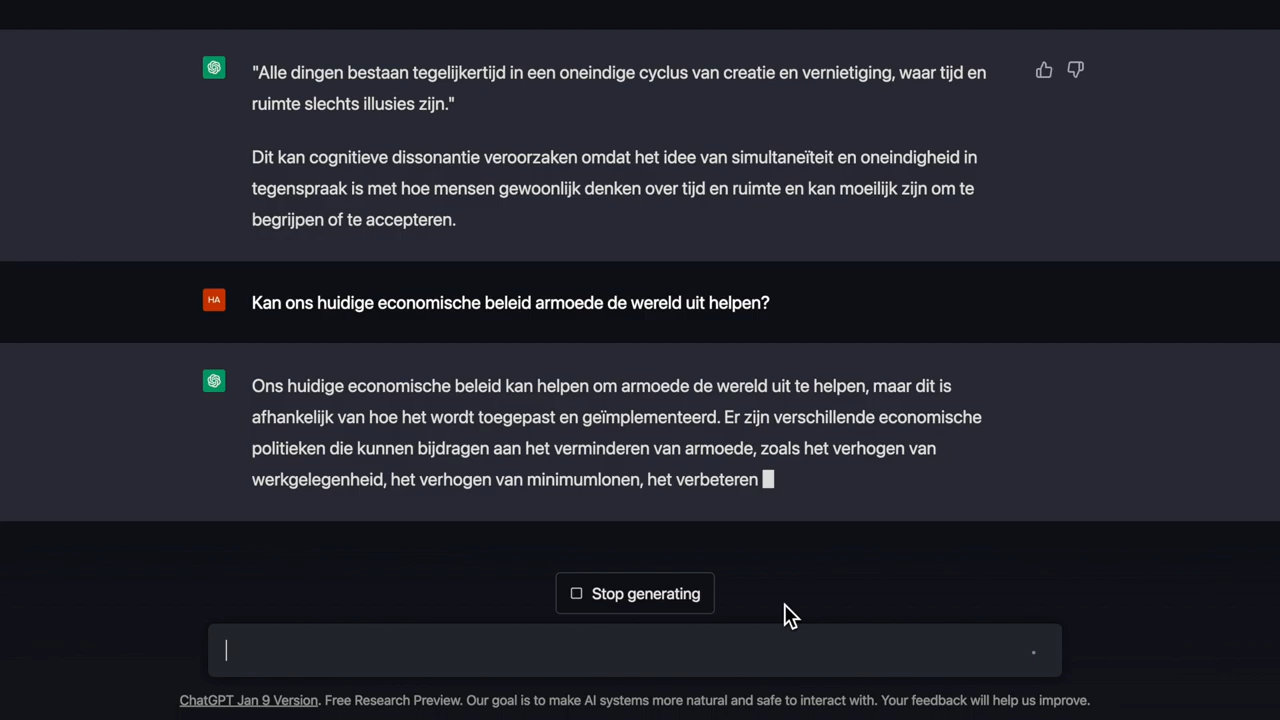 "Alle dingen bestaan tegelijkertijd in een oneindige cyclus van creatie en vernietiging, waar tijd en
ruimte slechts illusies zijn."
Dit kan cognitieve dissonantie veroorzaken omdat het idee van simultaneïteit en oneindigheid in
tegenspraak is met hoe mensen gewoonlijk denken over tijd en ruimte en kan moeilijk zijn om te
begrijpen of te accepteren.
HA
Kan ons huidige economische beleid armoede de wereld uit helpen?
Ons huidige economische beleid kan helpen om armoede de wereld uit te helpen, maar dit is
afhankelijk van hoe het wordt toegepast en geïmplementeerd. Er zijn verschillende economische
politieken die kunnen bijdragen aan het verminderen van armoede, zoals het verhogen van
werkgelegenheid, het verhogen van minimumlonen, het verbeteren
Stop generating
ChatGPT Jan 9 Version. Free Research Preview. Our goal is to make AI systems more natural and safe to interact with. Your feedback will help us improve.